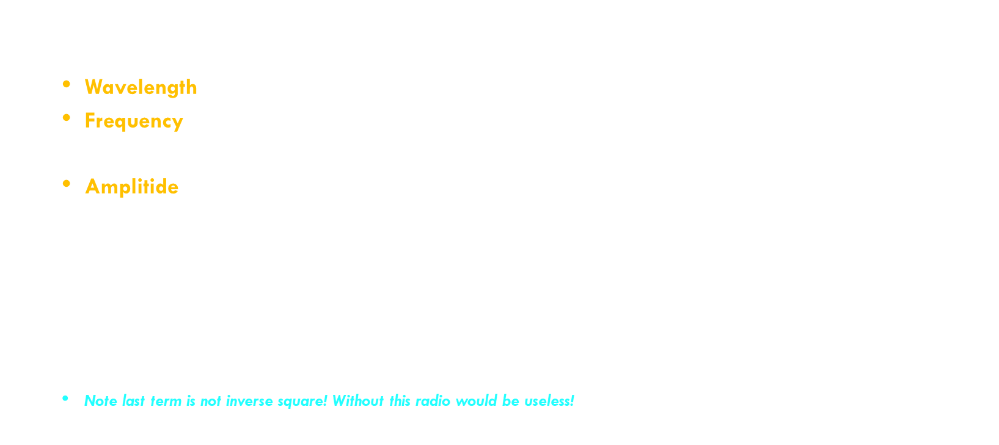 • Wavelength
• Frequency
• Amplitide
• Note last term is not inverse square! Without this radio would be useless!